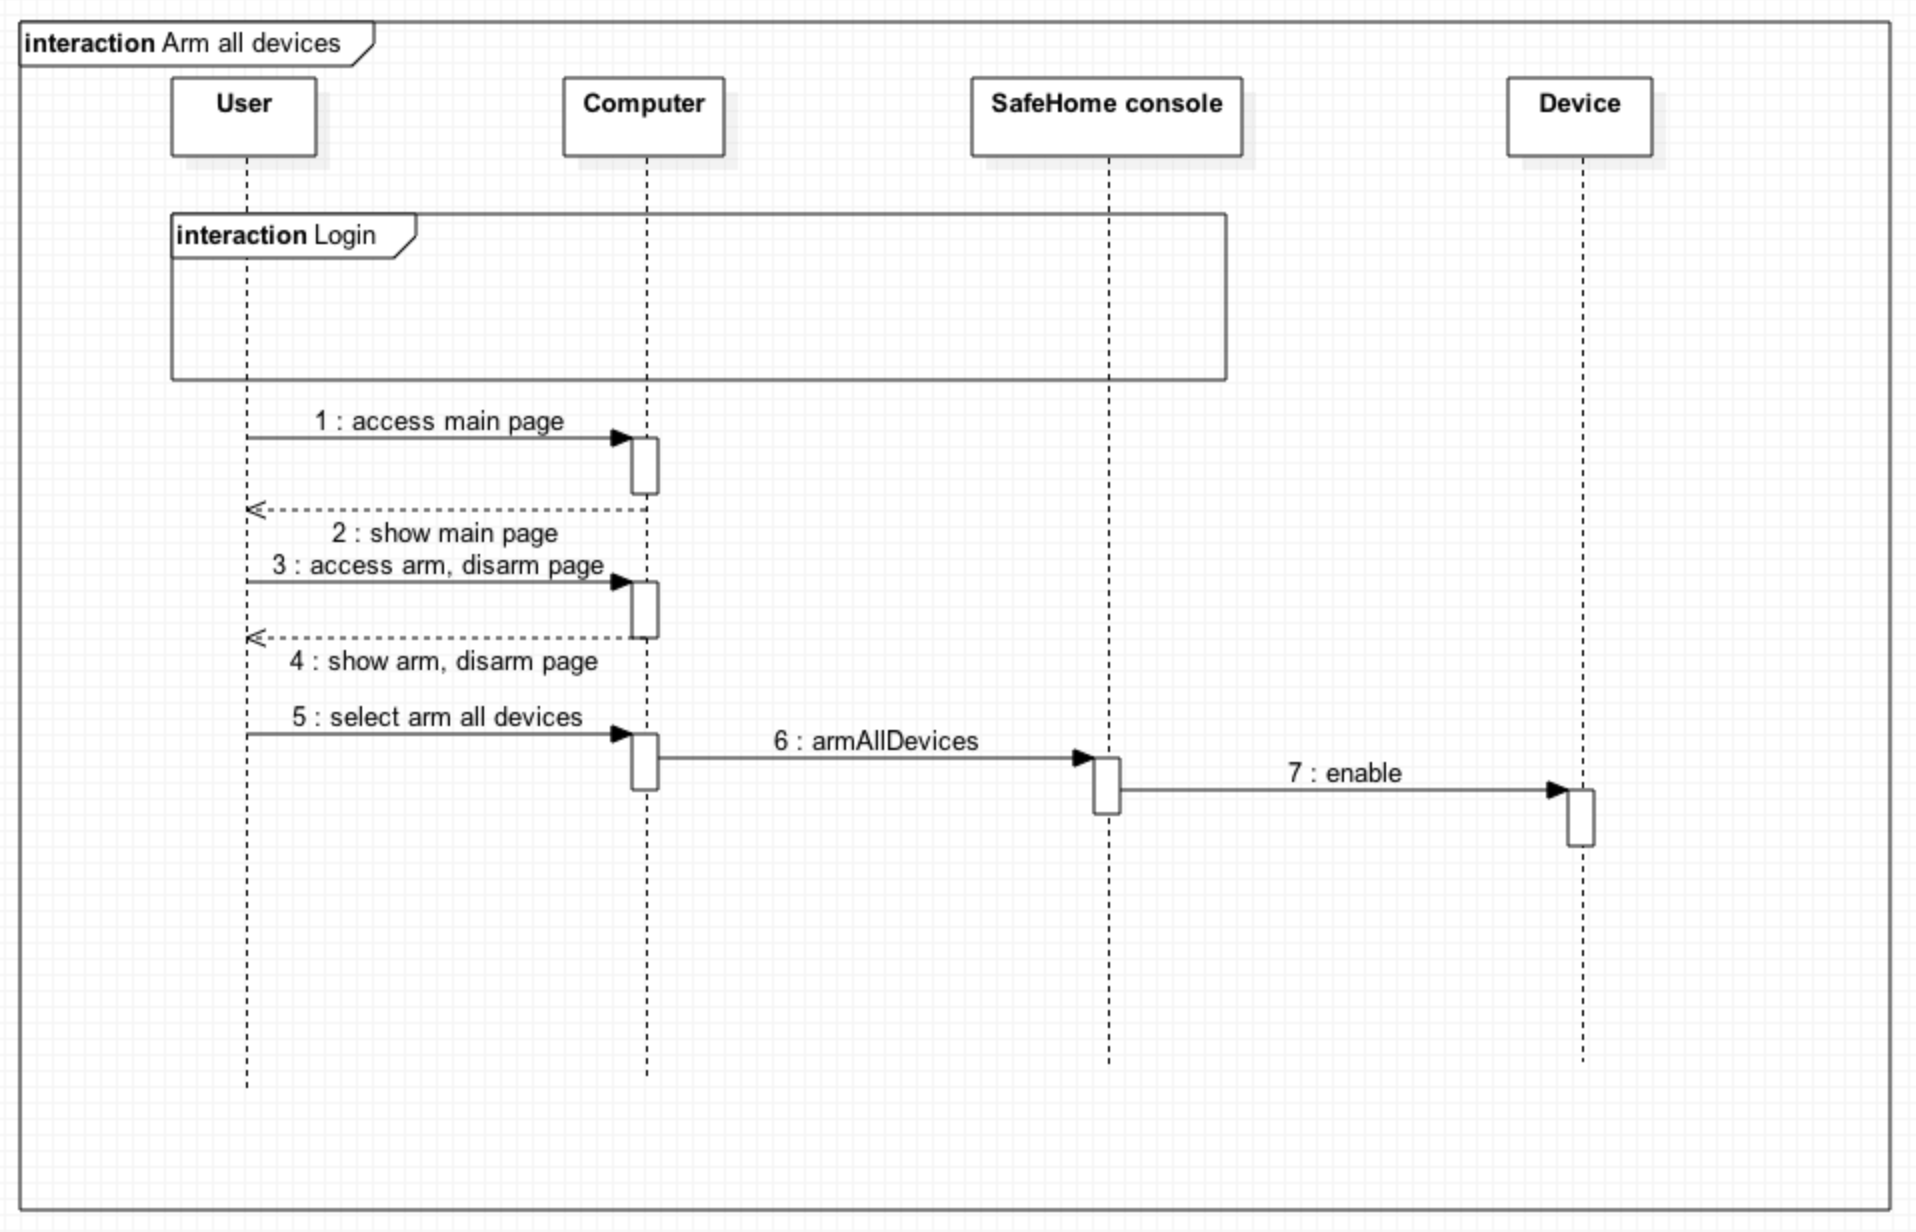 interaction Arm all devices
User
Computer
SafeHome console
Device
interaction Login
1 : access main page
2 : show main page
3 : access arm, disarm page
4 : show arm, disarm page
5 : select arm all devices
6 : armAllDevices
7 : enable